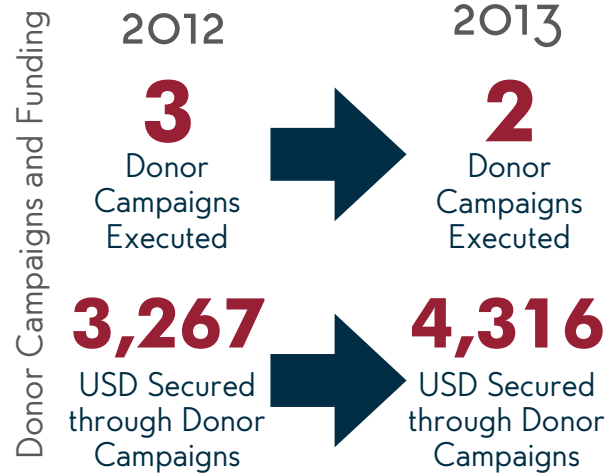 Donor Campaigns and Funding
2012
2013
3
Donor
Campaigns
Executed
2
Donor
Campaigns
Executed
3,267
USD Secured
through Donor
Campaigns
4,316
USD Secured
through Donor
Campaigns